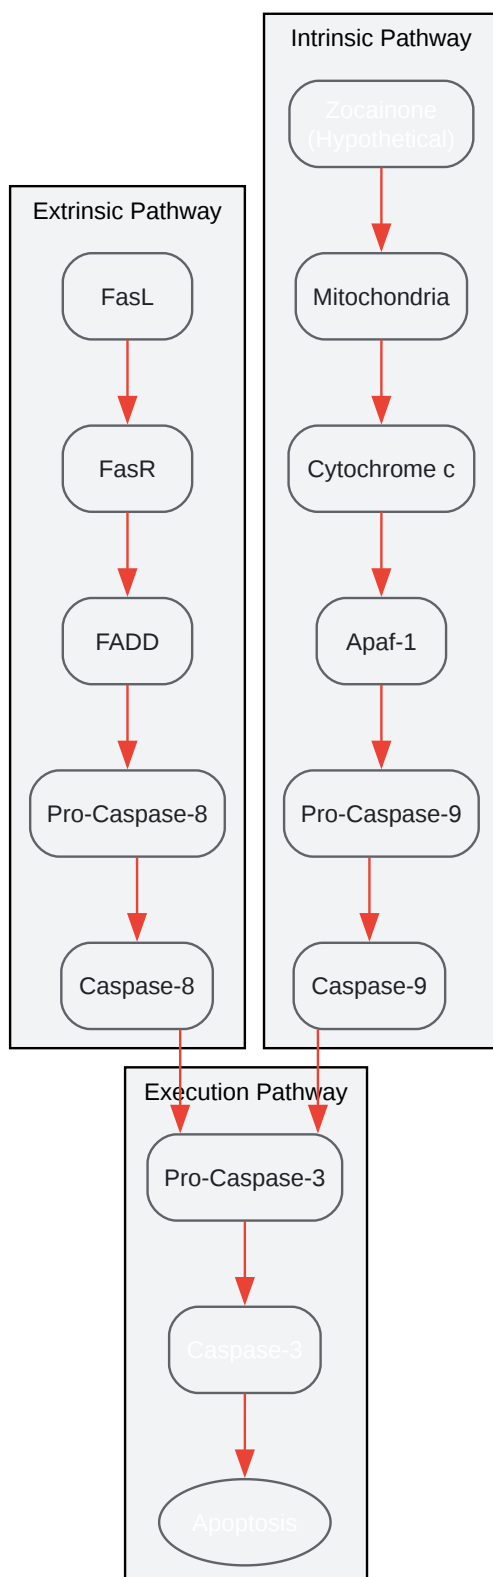 Intrinsic Pathway
Zocainone
(Hypothetical)
Mitochondria
Cytochrome c
Apaf-1
Pro-Caspase-9
Caspase-9
Extrinsic Pathway
FasL
FasR
FADD
Pro-Caspase-8
Caspase-8
Execution Pathway
Pro-Caspase-3
Caspase-3
Apoptosis